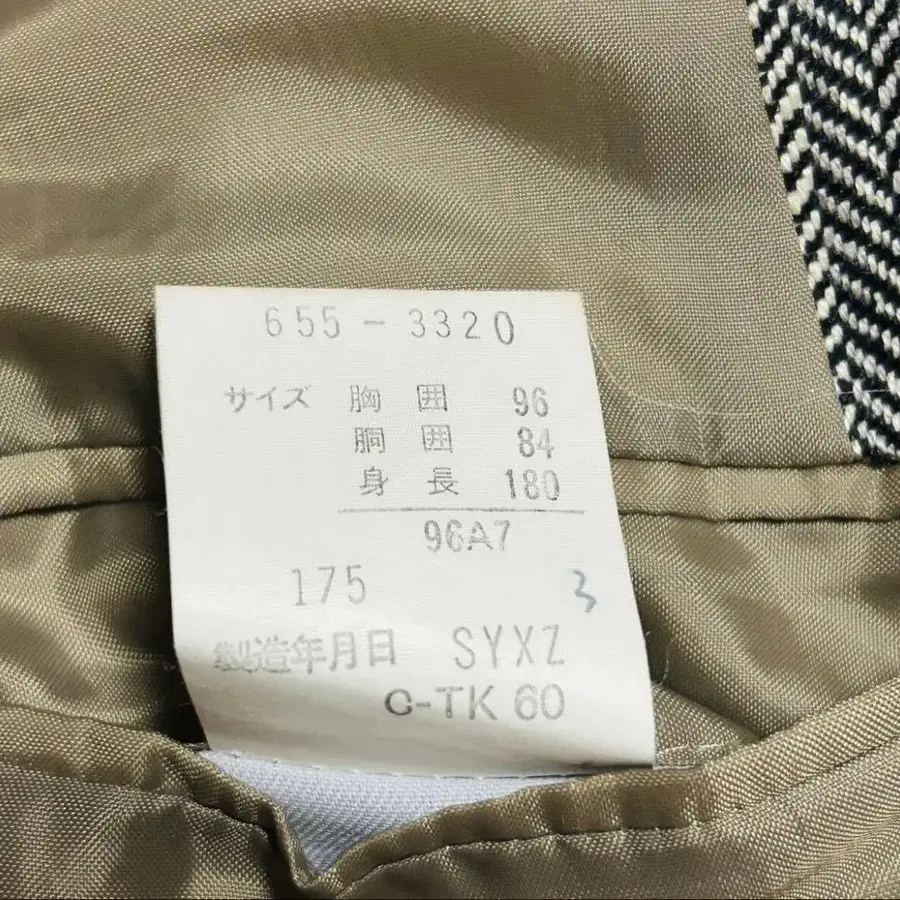 655-3320
サイズ 胸囲 96
胴囲 84
身長 180
96A7
175 3
製造年月日 SYXZ
C-TK 60